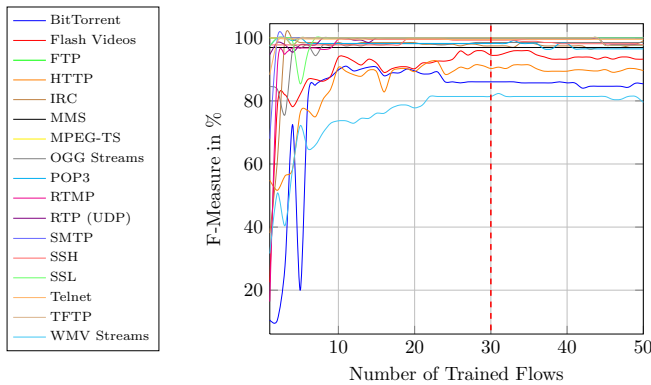 BitTorrent
Flash Videos
FTP
HTTP
IRC
MMS
MPEG-TS
OGG Streams
POP3
RTMP
RTP (UDP)
SMTP
SSH
SSL
Telnet
TFTP
WMV Streams
F-Measure in %
100
80
60
40
20
10 20 30 40 50
Number of Trained Flows